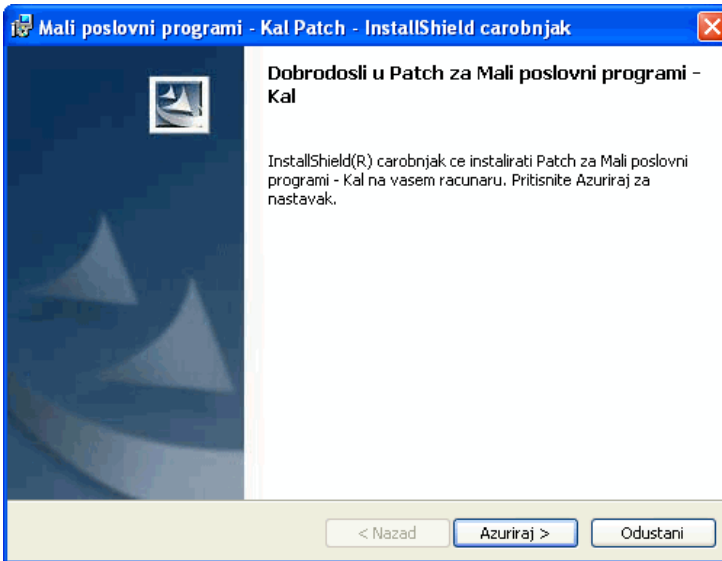 Mali poslovni programi - Kal Patch - InstallShield carobnjak
Dobrodosli u Patch za Mali poslovni programi -
Kal
InstallShield(R) carobnjak ce instalirati Patch za Mali poslovni
programi - Kal na vasem racunaru. Pritisnite Azuriraj za
nastavak.
< Nazad
Azuriraj >
Odustani